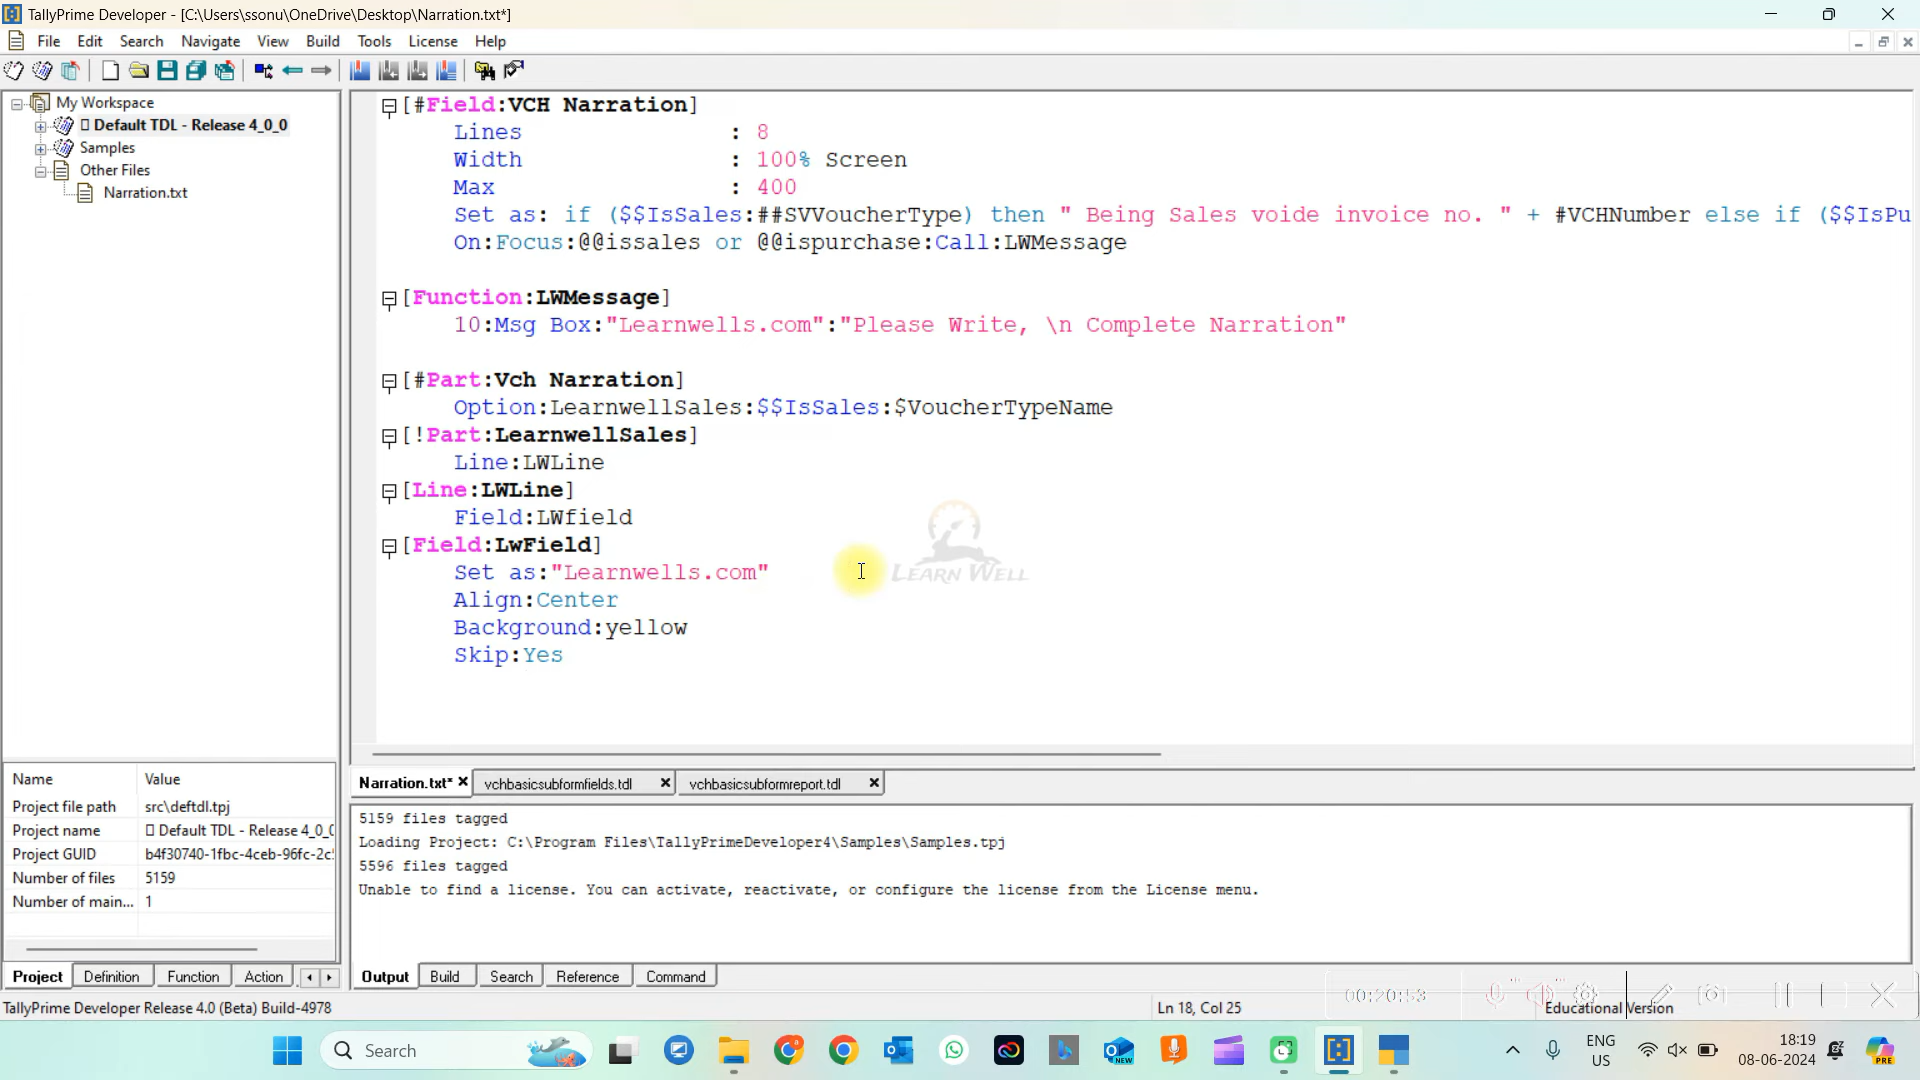 TallyPrime Developer - [C:\Users\ssonu\OneDrive\Desktop\Narration.txt*]
File Edit Search Navigate View Build Tools License Help
My Workspace
Default TDL - Release 4_0_0
Samples
Other Files
Narration.txt
[#Field:VCH Narration]
Lines : 8
Width : 100% Screen
Max : 400
Set as: if ($$IsSales:##SVVoucherType) then " Being Sales voide invoice no. " + #VCHNumber else if ($$IsPu
On:Focus:@@issales or @@ispurchase:Call:LWMessage
[Function:LWMessage]
10:Msg Box:"Learnwells.com":"Please Write, \n Complete Narration"
[#Part:Vch Narration]
Option:LearnwellSales:$$IsSales:$VoucherTypeName
[!Part:LearnwellSales]
Line:LWLine
[Line:LWLine]
Field:LWfield
[Field:LwField]
Set as:"Learnwells.com"
Align:Center
Background:yellow
Skip:Yes
LEARN WELL
Name Value
Project file path src\deftdl.tpj
Project name Default TDL - Release 4_0_0
Project GUID b4f30740-1fbc-4ceb-96fc-2c
Number of files 5159
Number of main... 1
Project Definition Function Action
Narration.txt* vchbasicsubformfields.tdl vchbasicsubformreport.tdl
5159 files tagged
Loading Project: C:\Program Files\TallyPrimeDeveloper4\Samples\Samples.tpj
5596 files tagged
Unable to find a license. You can activate, reactivate, or configure the license from the License menu.
Output Build Search Reference Command
00:20:53
TallyPrime Developer Release 4.0 (Beta) Build-4978
Ln 18, Col 25
Educational Version
Search
NEW
ENG
US
18:19
08-06-2024
PRE